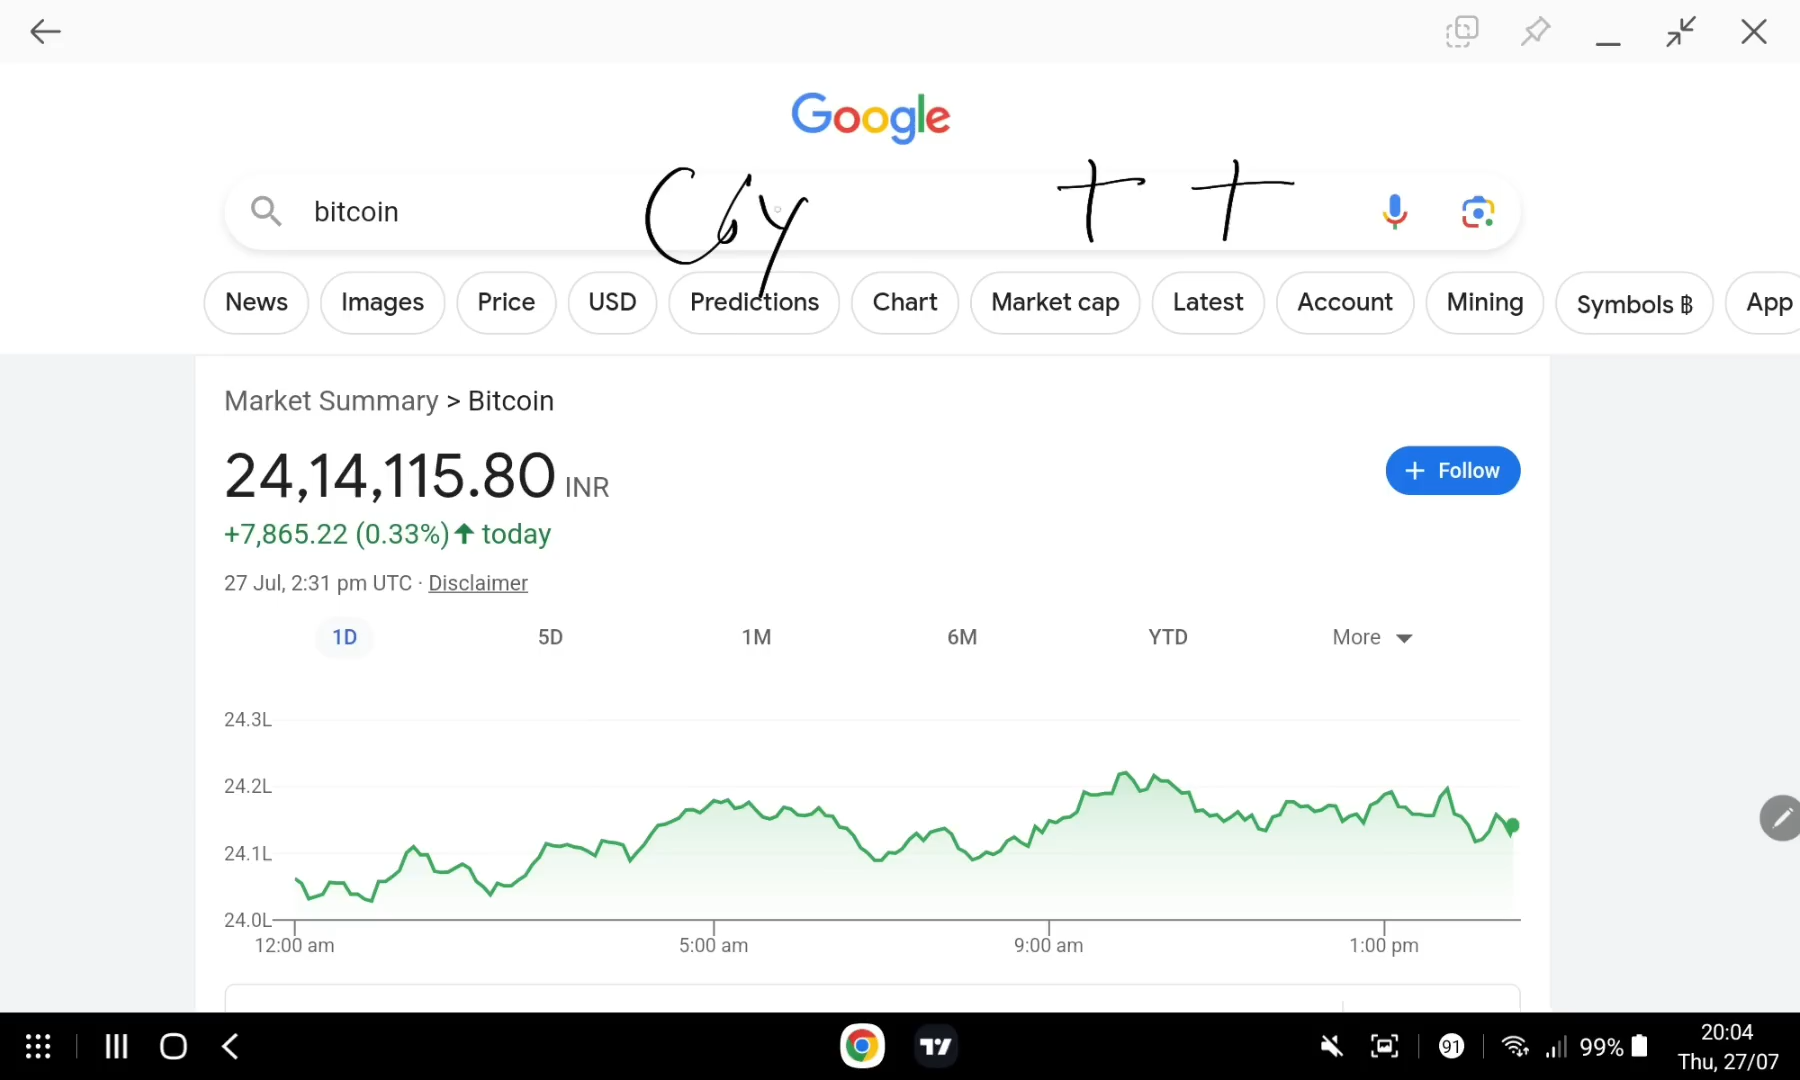 Google
bitcoin
News Images Price USD Predictions Chart Market cap Latest Account Mining Symbols ₿ App
Market Summary > Bitcoin
24,14,115.80 INR
+ Follow
+7,865.22 (0.33%) ↑ today
27 Jul, 2:31 pm UTC · Disclaimer
1D 5D 1M 6M YTD More
24.3L
24.2L
24.1L
24.0L
12:00 am 5:00 am 9:00 am 1:00 pm
91 99% 20:04
Thu, 27/07